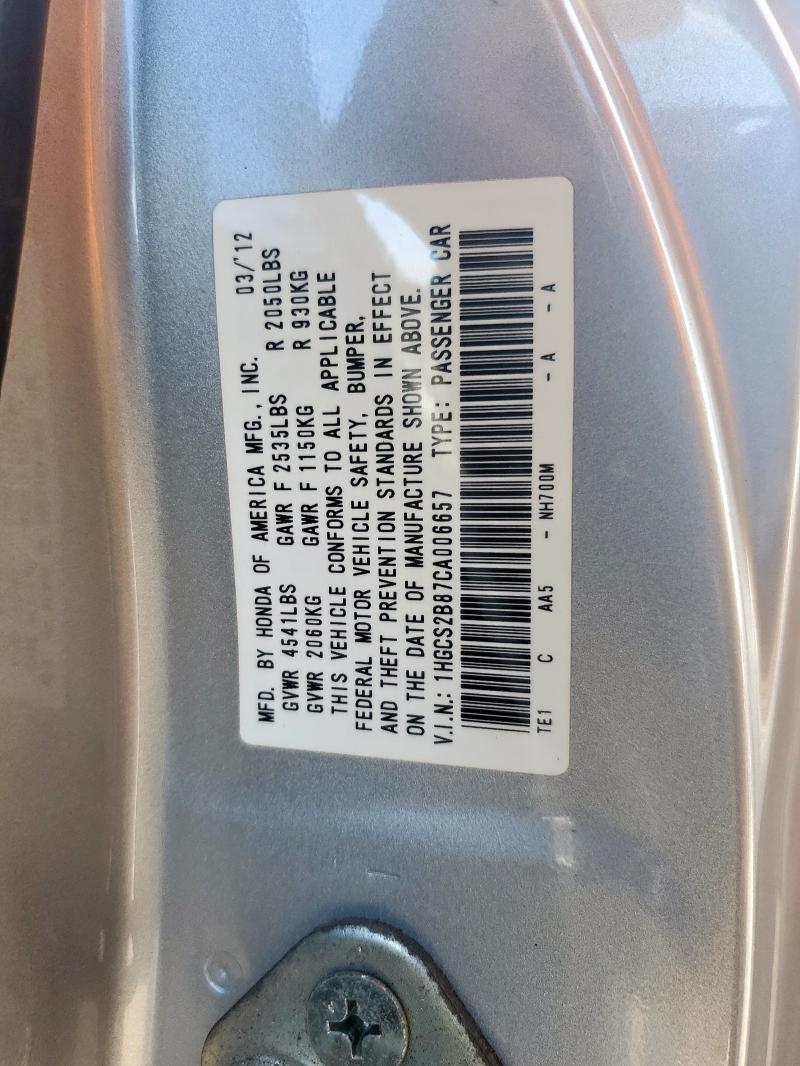 MFD. BY HONDA OF AMERICA MFG., INC. 03/'12
GVWR 4541LBS GAWR F 2535LBS R 2050LBS
GVWR 2060KG GAWR F 1150KG R 930KG
THIS VEHICLE CONFORMS TO ALL APPLICABLE
FEDERAL MOTOR VEHICLE SAFETY, BUMPER,
AND THEFT PREVENTION STANDARDS IN EFFECT
ON THE DATE OF MANUFACTURE SHOWN ABOVE.
V.I.N.: 1HGCS2B87CA006657 TYPE: PASSENGER CAR
TE1 C AA5 - NH700M - A - A